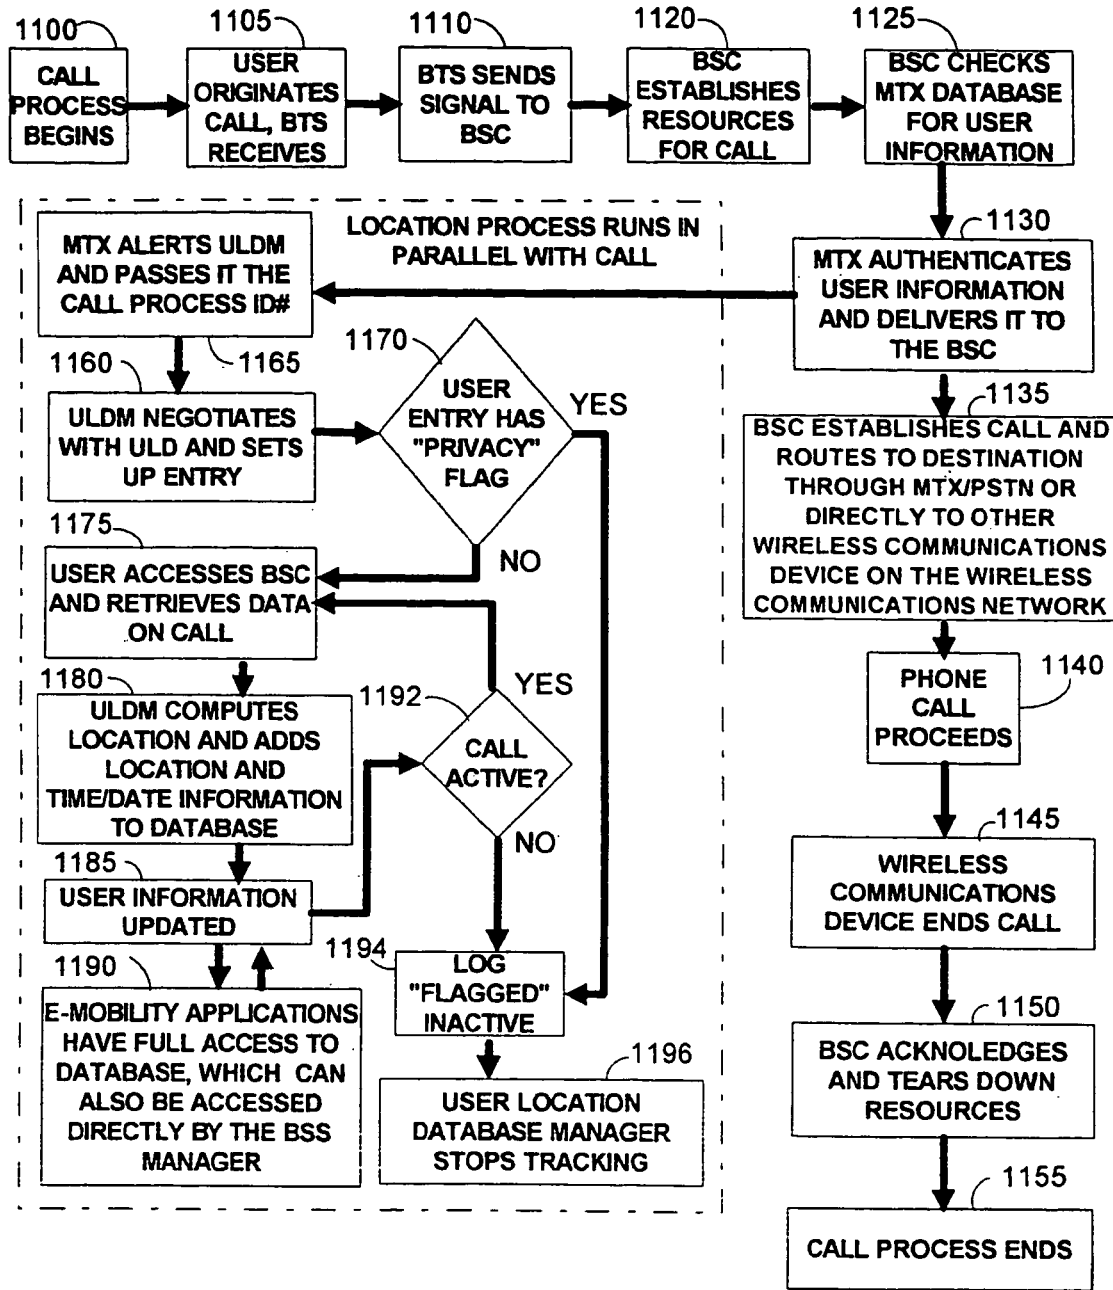 1100
CALL
PROCESS
BEGINS
1105
USER
ORIGINATES
CALL, BTS
RECEIVES
1110
BTS SENDS
SIGNAL TO
BSC
1120
BSC
ESTABLISHES
RESOURCES
FOR CALL
1125
BSC CHECKS
MTX DATABASE
FOR USER
INFORMATION
LOCATION PROCESS RUNS IN
PARALLEL WITH CALL
1130
MTX AUTHENTICATES
USER INFORMATION
AND DELIVERS IT TO
THE BSC
MTX ALERTS ULDM
AND PASSES IT THE
CALL PROCESS ID#
1165
1160
ULDM NEGOTIATES
WITH ULD AND SETS
UP ENTRY
1170
USER
ENTRY HAS
"PRIVACY"
FLAG
YES
NO
1135
BSC ESTABLISHES CALL AND
ROUTES TO DESTINATION
THROUGH MTX/PSTN OR
DIRECTLY TO OTHER
WIRELESS COMMUNICATIONS
DEVICE ON THE WIRELESS
COMMUNICATIONS NETWORK
1175
USER ACCESSES BSC
AND RETRIEVES DATA
ON CALL
1180
ULDM COMPUTES
LOCATION AND ADDS
LOCATION AND
TIME/DATE INFORMATION
TO DATABASE
1192
YES
CALL
ACTIVE?
NO
1140
PHONE
CALL
PROCEEDS
1185
USER INFORMATION
UPDATED
1145
WIRELESS
COMMUNICATIONS
DEVICE ENDS CALL
1190
E-MOBILITY APPLICATIONS
HAVE FULL ACCESS TO
DATABASE, WHICH CAN
ALSO BE ACCESSED
DIRECTLY BY THE BSS
MANAGER
1194
LOG
"FLAGGED"
INACTIVE
1196
USER LOCATION
DATABASE MANAGER
STOPS TRACKING
1150
BSC ACKNOLEDGES
AND TEARS DOWN
RESOURCES
1155
CALL PROCESS ENDS